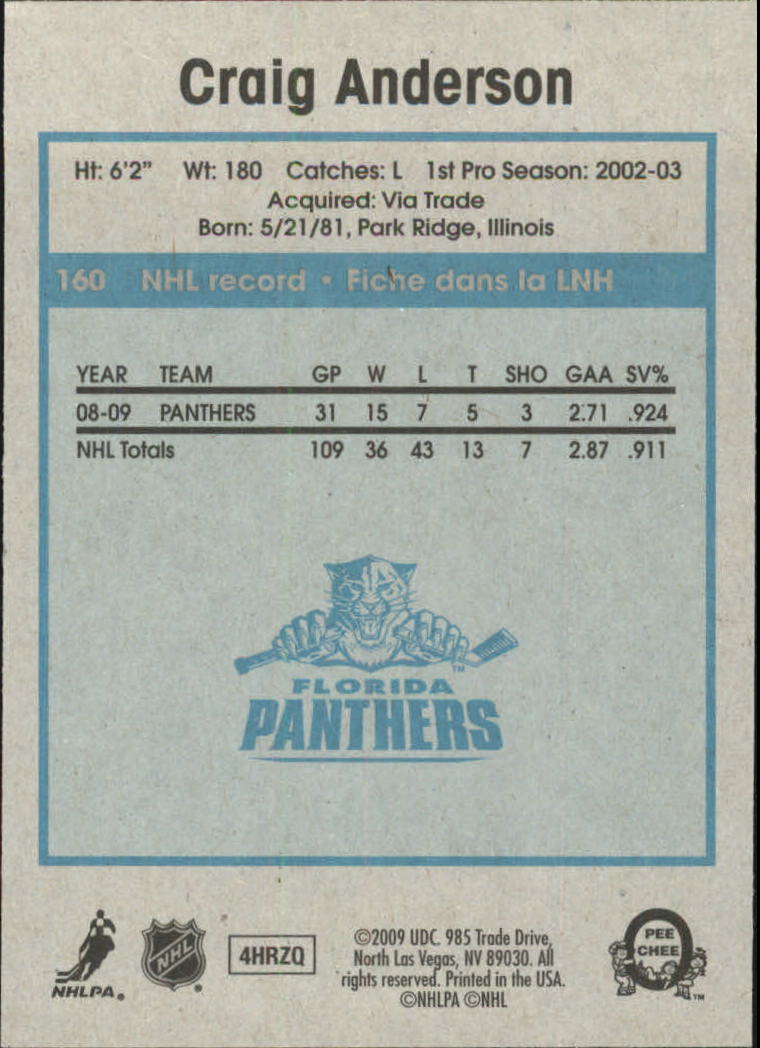 Craig Anderson
Ht: 6'2" Wt: 180 Catches: L 1st Pro Season: 2002-03
Acquired: Via Trade
Born: 5/21/81, Park Ridge, Illinois
160 NHL record • Fiche dans la LNH
YEAR TEAM GP W L T SHO GAA SV%
08-09 PANTHERS 31 15 7 5 3 2.71 .924
NHL Totals 109 36 43 13 7 2.87 .911
TM
FLORIDA
PANTHERS
NHLPA®
NHL®
4HRZQ
©2009 UDC. 985 Trade Drive,
North Las Vegas, NV 89030. All
rights reserved. Printed in the USA.
©NHLPA ©NHL
O
PEE
CHEE
TM